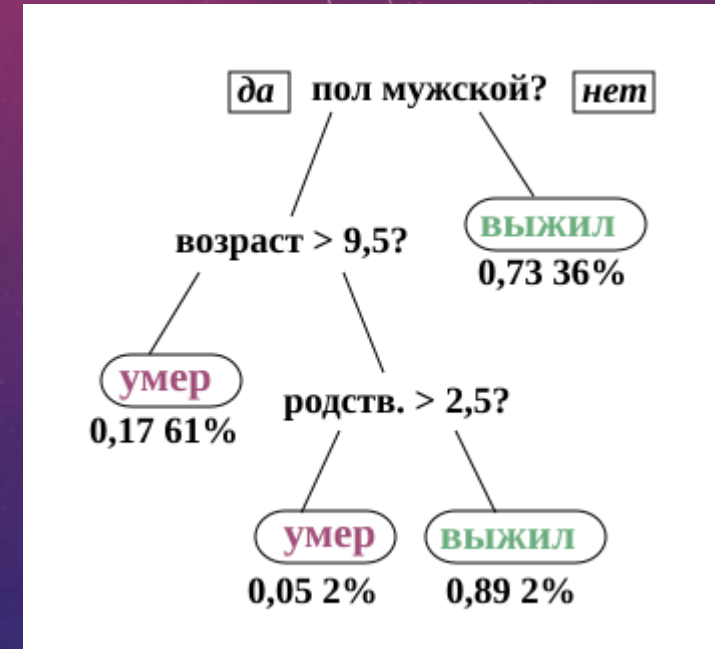 да пол мужской? нет
возраст > 9,5?
выжил
0,73 36%
умер
0,17 61%
родств. > 2,5?
умер
0,05 2%
выжил
0,89 2%